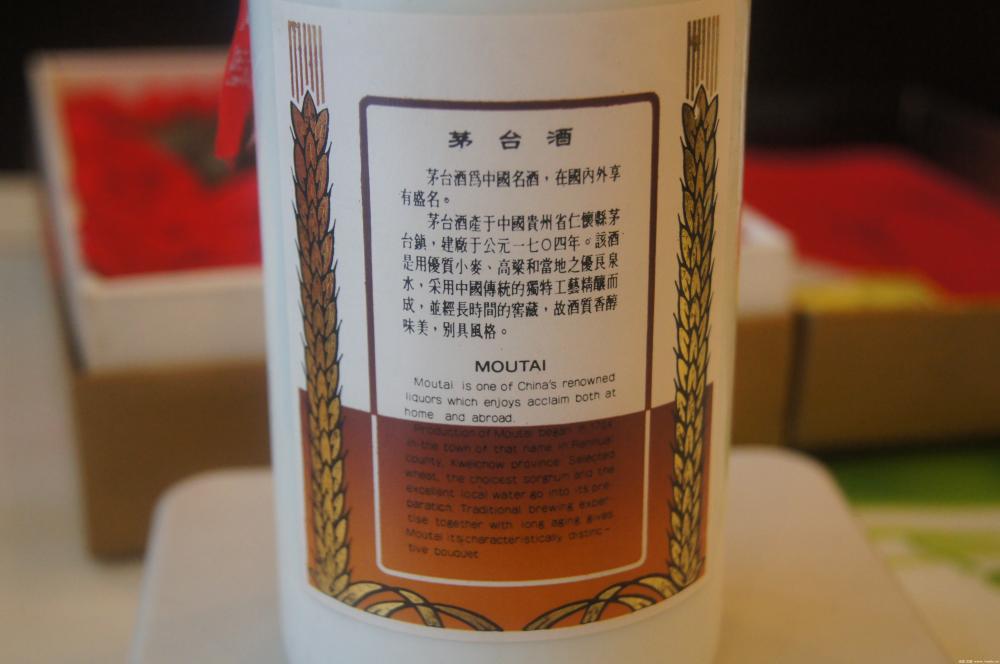 茅台酒
茅台酒爲中國名酒，在國內外享
有盛名。
茅台酒產于中國貴州省仁懷縣茅
台鎮，建廠于公元一七〇四年。該酒
是用優質小麥、高粱和當地之優良泉
水，采用中國傳統的獨特工藝精釀而
成，並經長時間的窖藏，故酒質香醇
味美，别具風格。
MOUTAI
Moutai is one of China's renowned
liquors which enjoys acclaim both at
home and abroad.
Production of Moutai began in 1704
in the town of that name in Renhuai
county, Kweichow province. Selected
wheat, the choicest sorghum and the
excellent local water go into its pre-
paration. Traditional brewing exper-
tise together with long aging gives
Moutai its characteristically distinc-
tive bouquet